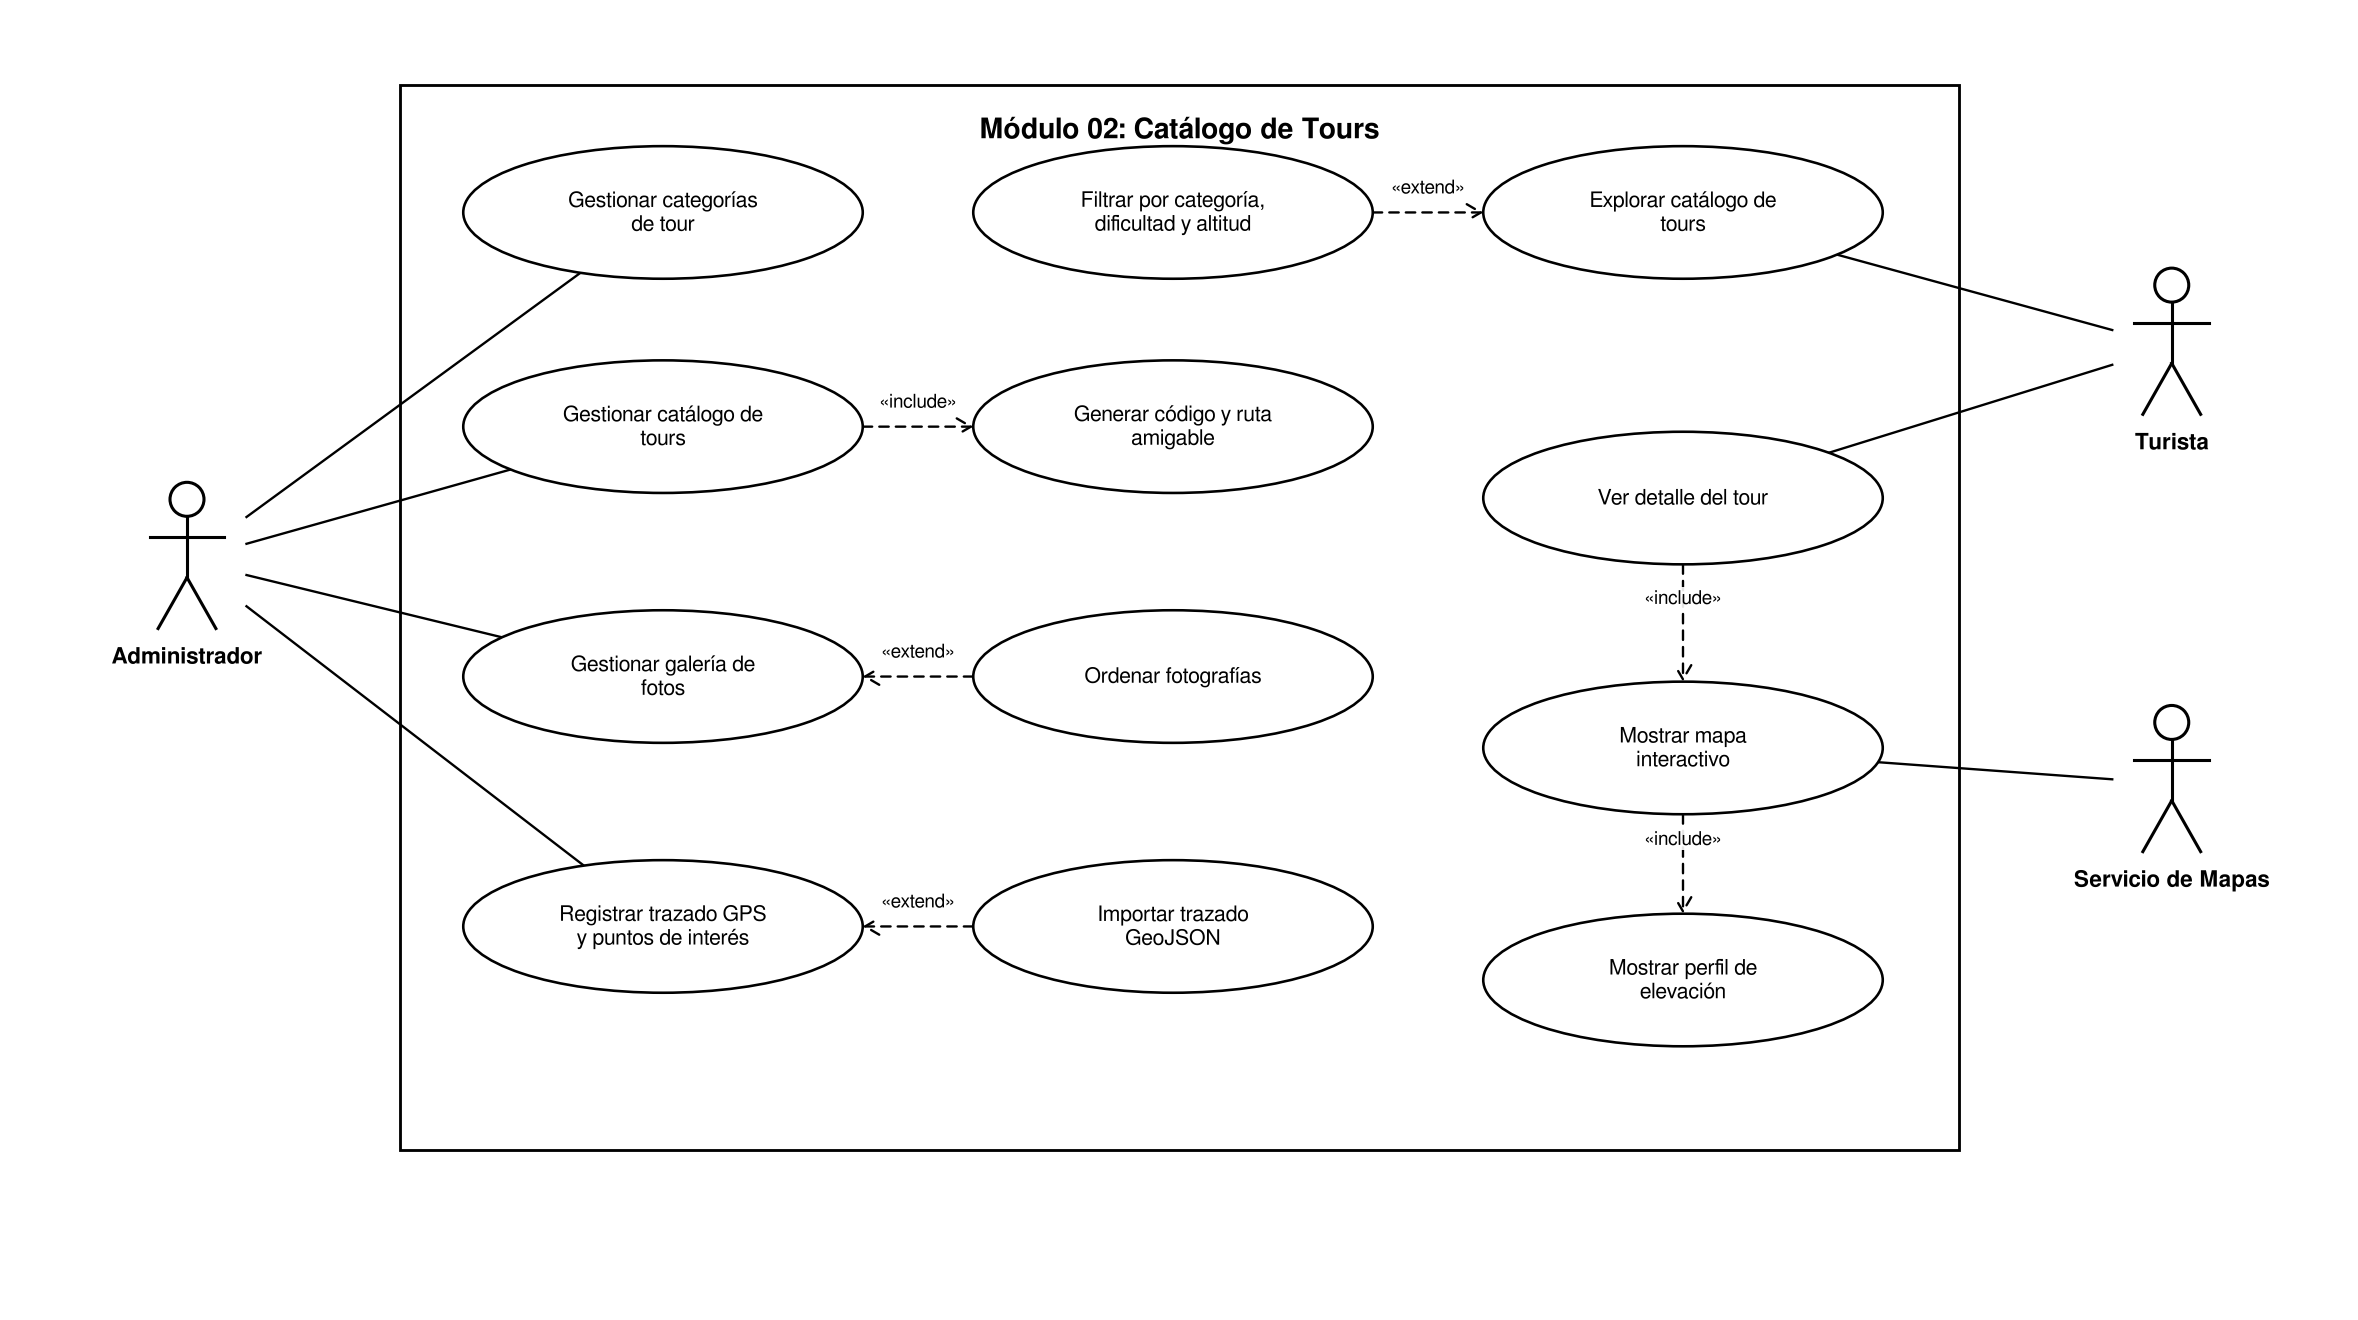 Módulo 02: Catálogo de Tours
Gestionar categorías
de tour
Filtrar por categoría,
dificultad y altitud
«extend»
Explorar catálogo de
tours
Gestionar catálogo de
tours
«include»
Generar código y ruta
amigable
Turista
Ver detalle del tour
«include»
Administrador
Gestionar galería de
fotos
«extend»
Ordenar fotografías
Mostrar mapa
interactivo
«include»
Servicio de Mapas
Registrar trazado GPS
y puntos de interés
«extend»
Importar trazado
GeoJSON
Mostrar perfil de
elevación